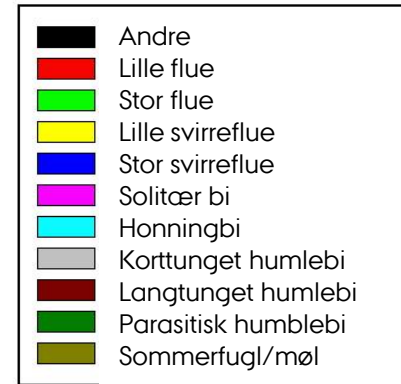 Andre
Lille flue
Stor flue
Lille svirreflue
Stor svirreflue
Solitær bi
Honningbi
Korttunget humlebi
Langtunget humlebi
Parasitisk humblebi
Sommerfugl/møl